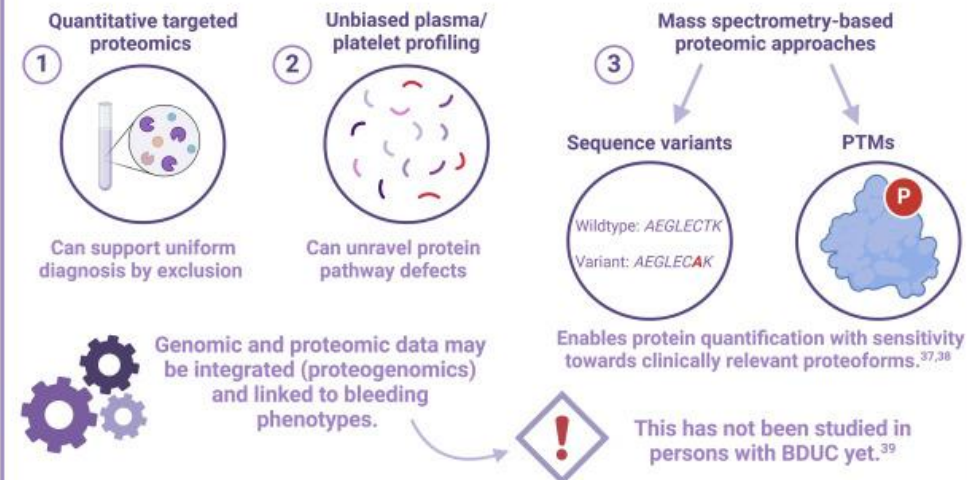 Quantitative targeted
proteomics
1
Can support uniform
diagnosis by exclusion
Unbiased plasma/
platelet profiling
2
Can unravel protein
pathway defects
Mass spectrometry-based
proteomic approaches
3
Sequence variants
Wildtype: AEGLECTK
Variant: AEGLECAK
PTMs
P
Enables protein quantification with sensitivity
towards clinically relevant proteoforms.37,38
Genomic and proteomic data may
be integrated (proteogenomics)
and linked to bleeding
phenotypes.
!
This has not been studied in
persons with BDUC yet.39